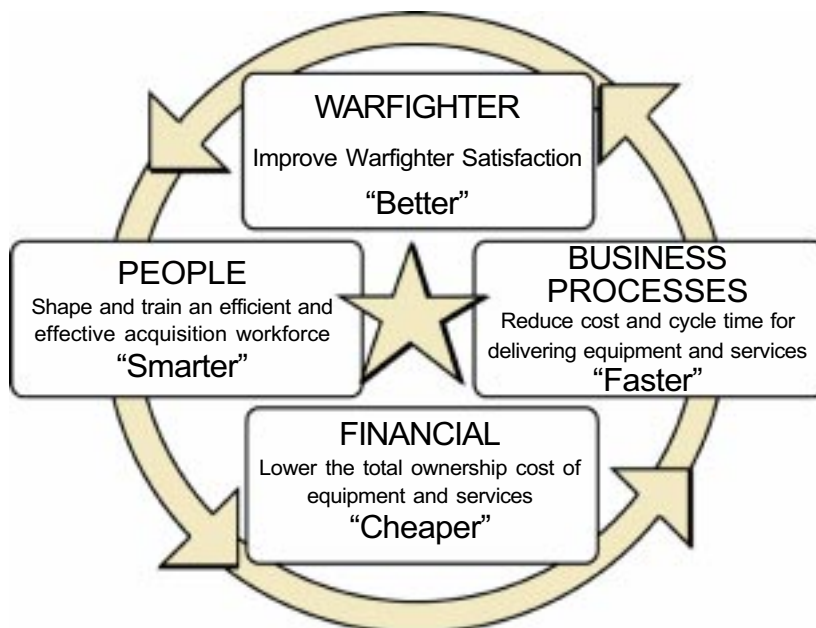 WARFIGHTER
Improve Warfighter Satisfaction
“Better”
PEOPLE
Shape and train an efficient and
effective acquisition workforce
“Smarter”
BUSINESS
PROCESSES
Reduce cost and cycle time for
delivering equipment and services
“Faster”
FINANCIAL
Lower the total ownership cost of
equipment and services
“Cheaper”